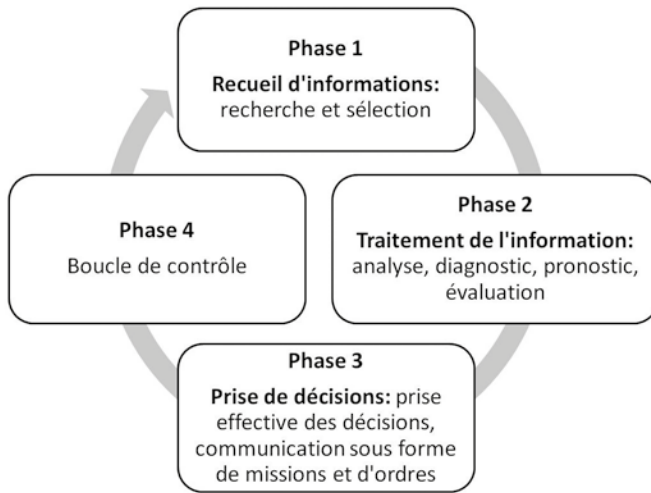 Phase 1
Recueil d'informations:
recherche et sélection
Phase 2
Traitement de l'information:
analyse, diagnostic, pronostic,
évaluation
Phase 3
Prise de décisions: prise
effective des décisions,
communication sous forme
de missions et d'ordres
Phase 4
Boucle de contrôle